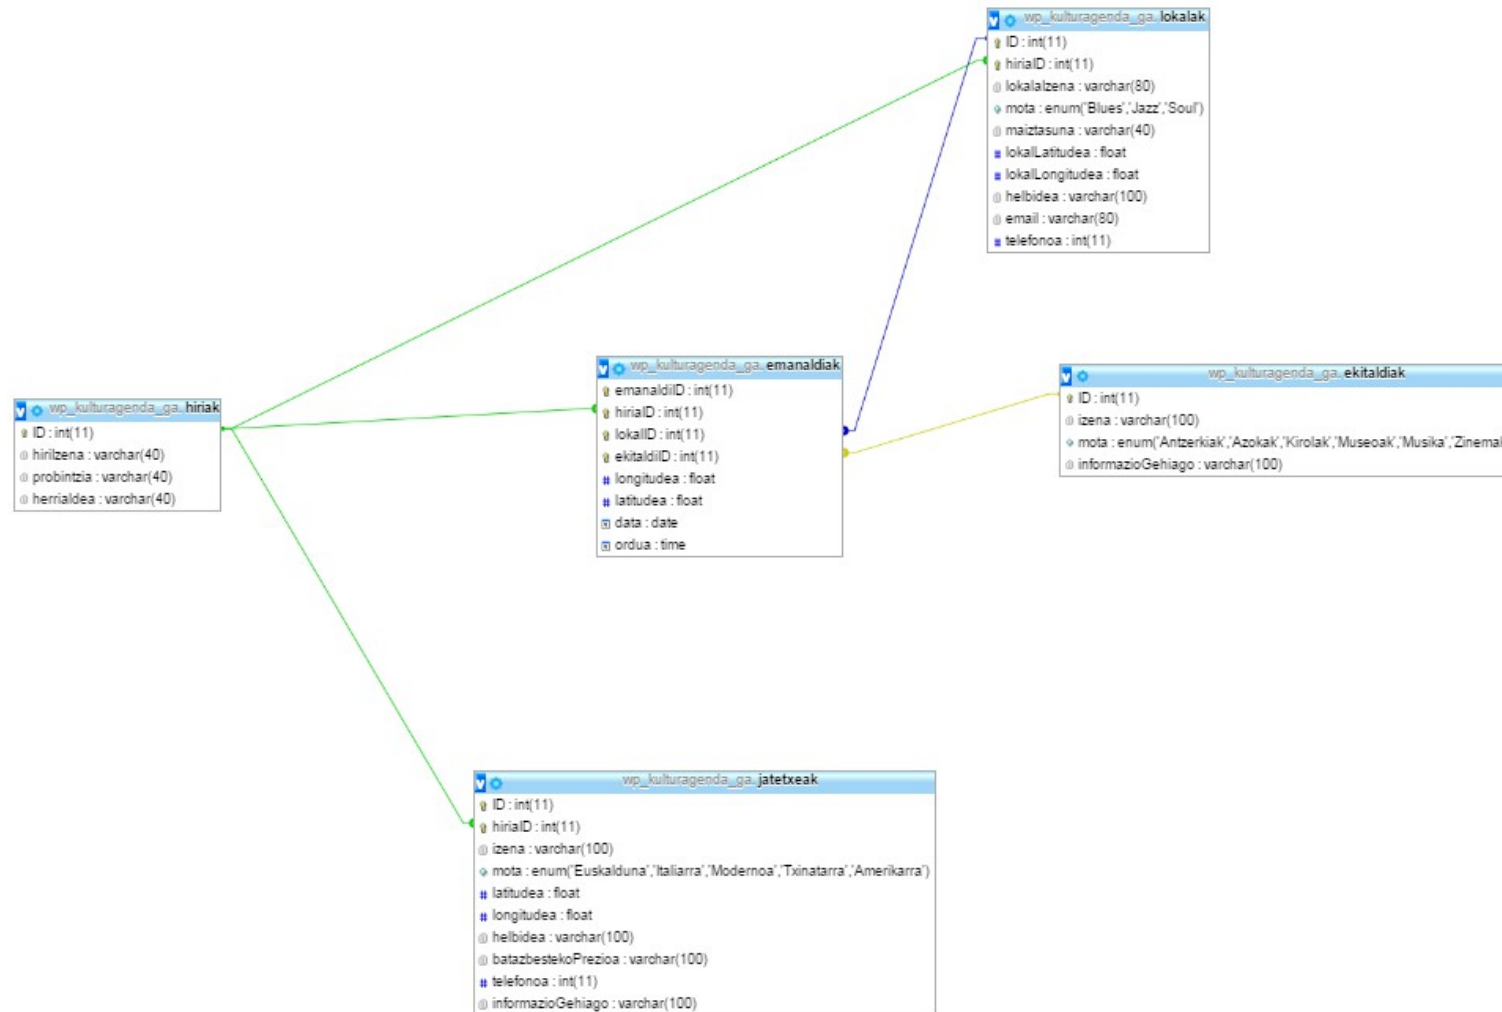 wp_kulturagenda_ga. lokalak
ID : int(11)
hiriaID : int(11)
lokalaIzena : varchar(80)
mota : enum('Blues','Jazz','Soul')
maiztasuna : varchar(40)
lokalLatitudea : float
lokalLongitudea : float
helbidea : varchar(100)
email : varchar(80)
telefonoa : int(11)
wp_kulturagenda_ga. emanaldiak
emanaldiID : int(11)
hiriaID : int(11)
lokalID : int(11)
ekitaldiID : int(11)
longitudea : float
latitudea : float
data : date
ordua : time
wp_kulturagenda_ga. ekitaldiak
ID : int(11)
izena : varchar(100)
mota : enum('Antzerkiak','Azokak','Kirolak','Museoak','Musika','Zinema
informazioGehiago : varchar(100)
wp_kulturagenda_ga. hiriak
ID : int(11)
hiriIzena : varchar(40)
probintzia : varchar(40)
herrialdea : varchar(40)
wp_kulturagenda_ga. jatetxeak
ID : int(11)
hiriaID : int(11)
izena : varchar(100)
mota : enum('Euskalduna','Italiarra','Modernoa','Txinatarra','Amerikarra')
latitudea : float
longitudea : float
helbidea : varchar(100)
batazbestekoPrezioa : varchar(100)
telefonoa : int(11)
informazioGehiago : varchar(100)